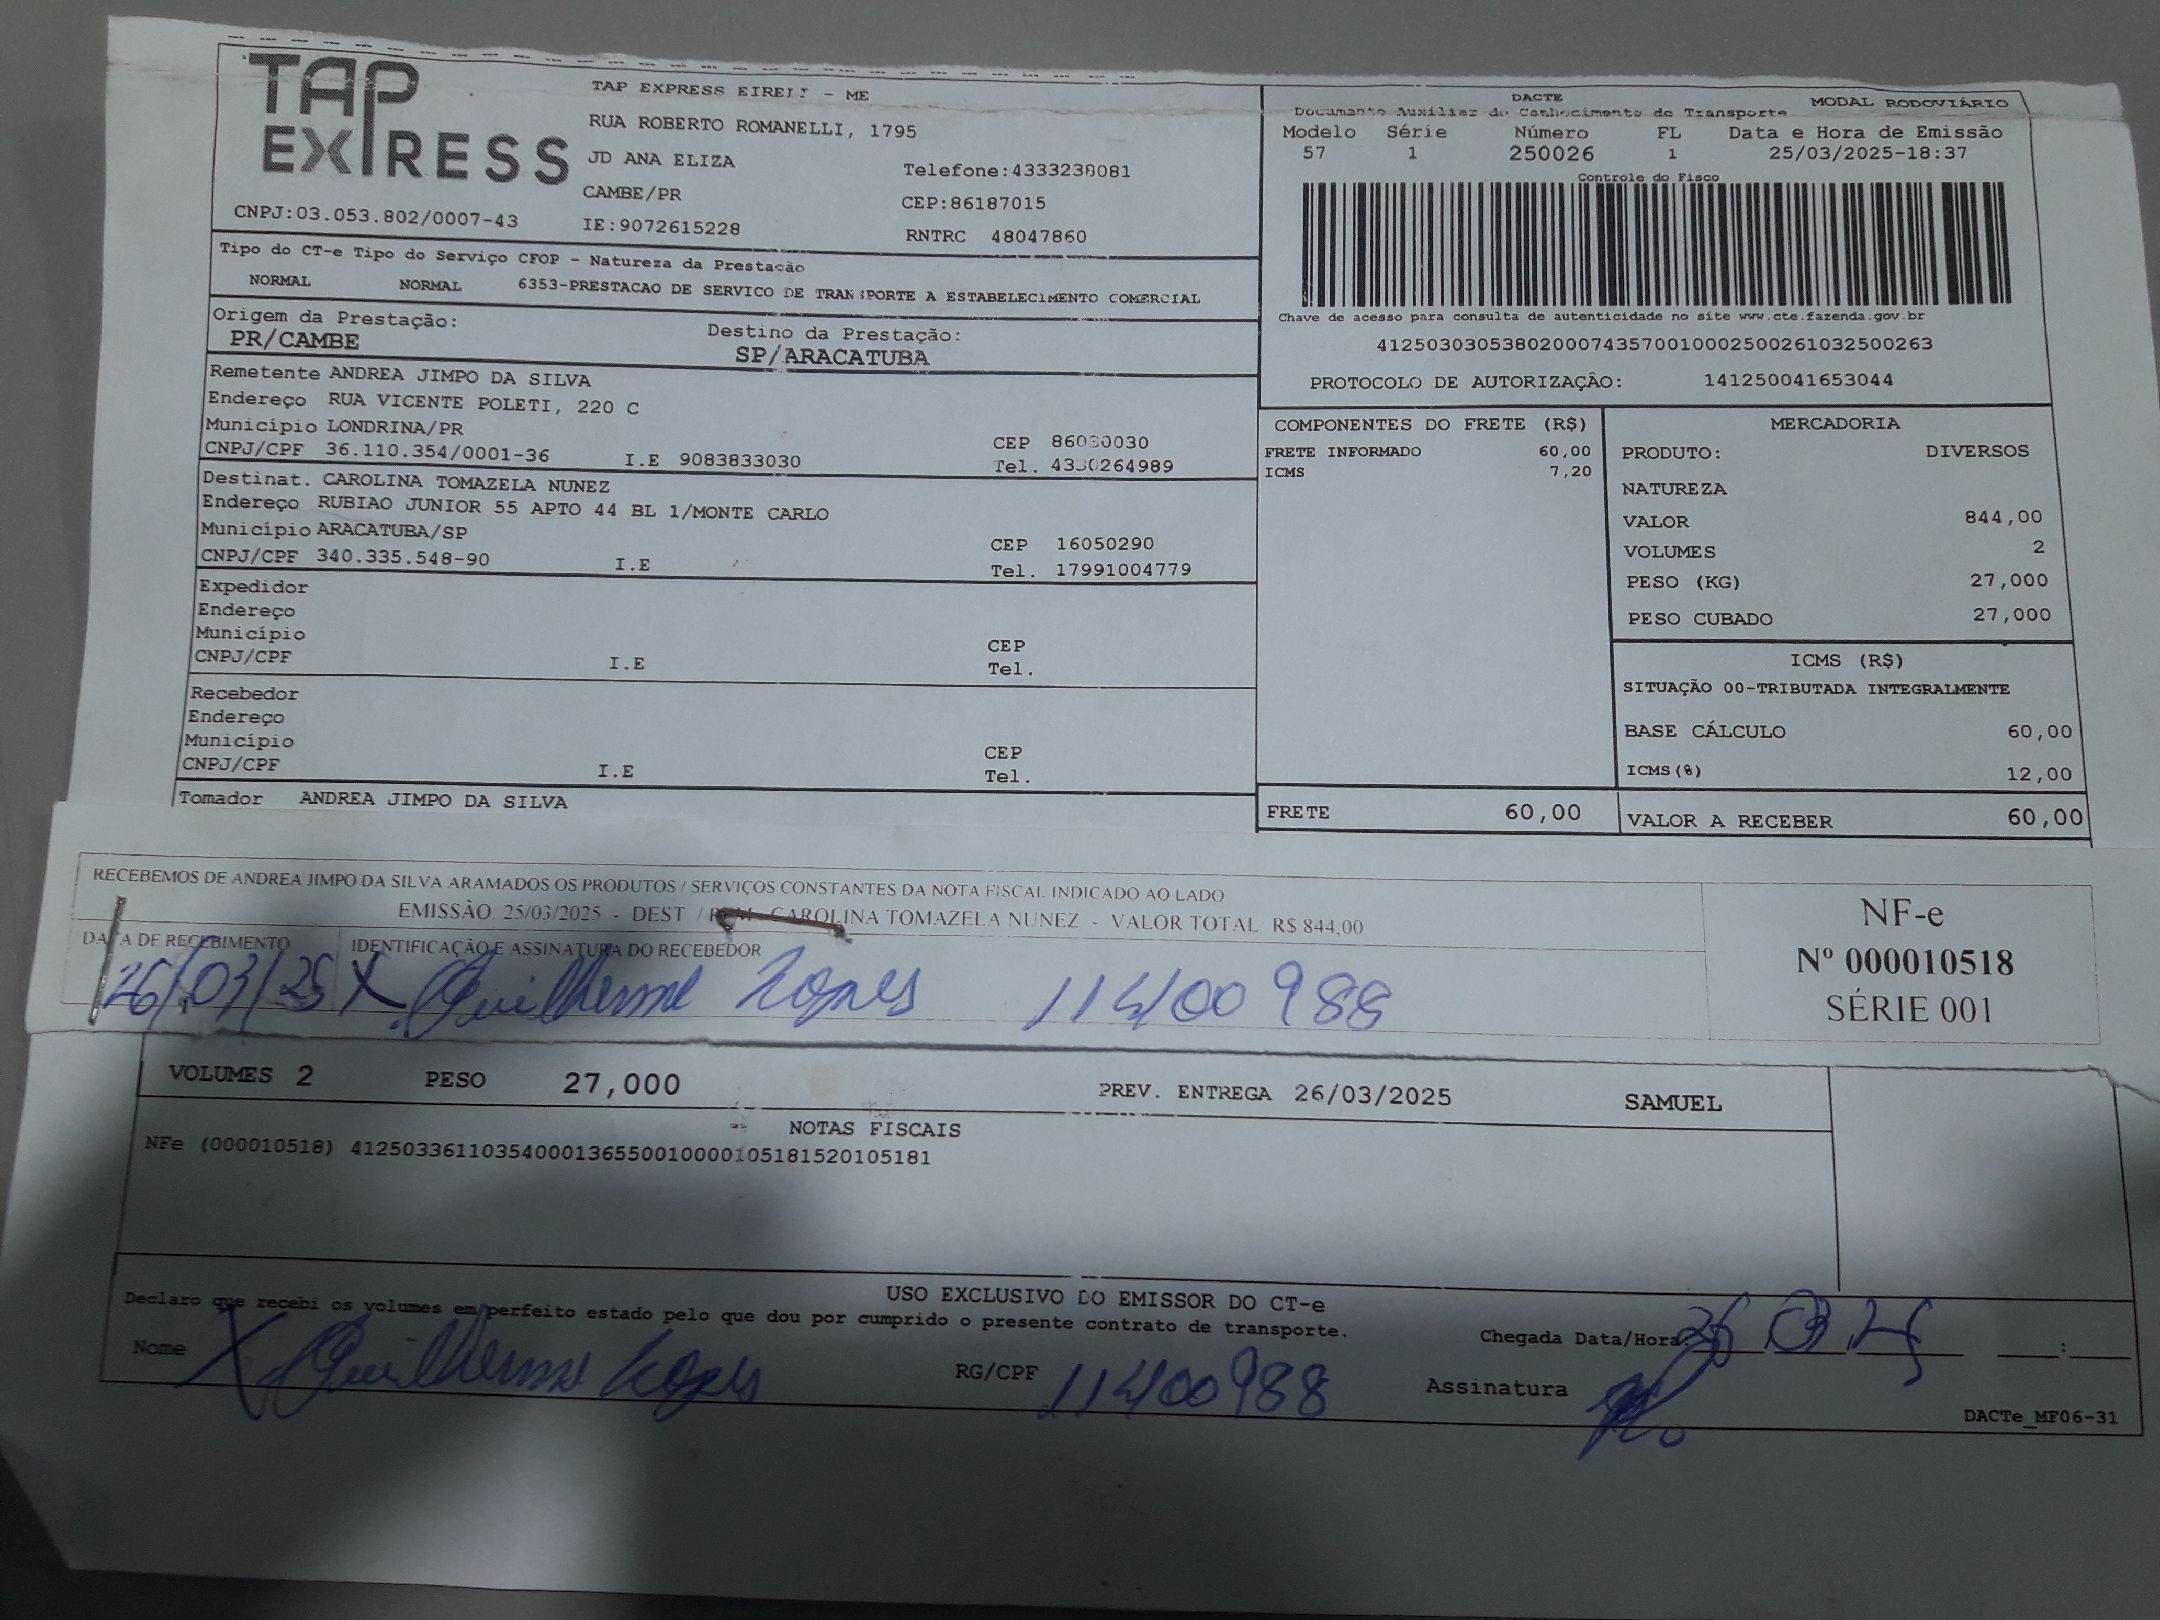 TAP EXPRESS
TAP EXPRESS EIRELI - ME
RUA ROBERTO ROMANELLI, 1795
JD ANA ELIZA
Telefone:4333238081
CAMBE/PR
CEP:86187015
CNPJ:03.053.802/0007-43
IE:9072615228
RNTRC 48047860
DACTE
MODAL RODOVIÁRIO
Documento Auxiliar do Conhecimento de Transporte
Modelo Série Número FL Data e Hora de Emissão
57 1 250026 1 25/03/2025-18:37
Controle do Fisco
Chave de acesso para consulta de autenticidade no site www.cte.fazenda.gov.br
41250303053802000743570010002500261032500263
PROTOCOLO DE AUTORIZAÇÃO: 141250041653044
Tipo do CT-e Tipo do Serviço CFOP - Natureza da Prestação
NORMAL NORMAL 6353-PRESTACAO DE SERVICO DE TRANSPORTE A ESTABELECIMENTO COMERCIAL
Origem da Prestação: Destino da Prestação:
PR/CAMBE SP/ARACATUBA
Remetente ANDREA JIMPO DA SILVA
Endereço RUA VICENTE POLETI, 220 C
Município LONDRINA/PR CEP 86030030
CNPJ/CPF 36.110.354/0001-36 I.E 9083833030 Tel. 4330264989
Destinat. CAROLINA TOMAZELA NUNEZ
Endereço RUBIAO JUNIOR 55 APTO 44 BL 1/MONTE CARLO
Município ARACATUBA/SP CEP 16050290
CNPJ/CPF 340.335.548-90 I.E Tel. 17991004779
Expedidor
Endereço
Município CEP
CNPJ/CPF I.E Tel.
Recebedor
Endereço
Município CEP
CNPJ/CPF I.E Tel.
Tomador ANDREA JIMPO DA SILVA
COMPONENTES DO FRETE (R$)
FRETE INFORMADO 60,00
ICMS 7,20
FRETE 60,00
MERCADORIA
PRODUTO: DIVERSOS
NATUREZA
VALOR 844,00
VOLUMES 2
PESO (KG) 27,000
PESO CUBADO 27,000
ICMS (R$)
SITUAÇÃO 00-TRIBUTADA INTEGRALMENTE
BASE CÁLCULO 60,00
ICMS(%) 12,00
VALOR A RECEBER 60,00
RECEBEMOS DE ANDREA JIMPO DA SILVA ARAMADOS OS PRODUTOS / SERVIÇOS CONSTANTES DA NOTA FISCAL INDICADO AO LADO
EMISSÃO 25/03/2025 - DEST / CAROLINA TOMAZELA NUNEZ - VALOR TOTAL R$ 844,00
DATA DE RECEBIMENTO IDENTIFICAÇÃO E ASSINATURA DO RECEBEDOR
26/03/25 X Guilherme Lopes 11400988
NF-e
Nº 000010518
SÉRIE 001
VOLUMES 2 PESO 27,000 PREV. ENTREGA 26/03/2025 SAMUEL
NOTAS FISCAIS
NFe (000010518) 41250336110354000136550010000105181520105181
USO EXCLUSIVO DO EMISSOR DO CT-e
Declaro que recebi os volumes em perfeito estado pelo que dou por cumprido o presente contrato de transporte.
Chegada Data/Hora: 26 03 25 :
Nome X Guilherme Lopes RG/CPF 11400988 Assinatura
DACTe_MF06-31